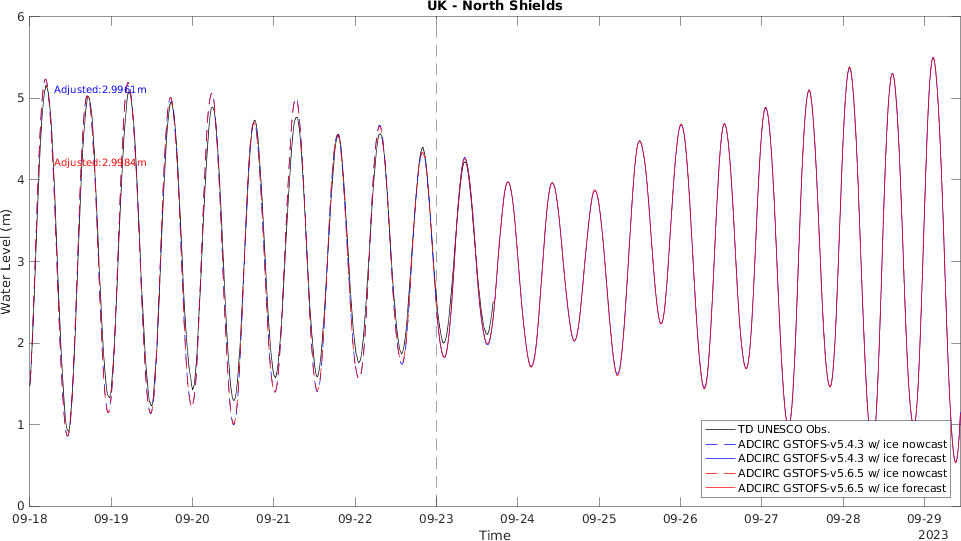 UK - North Shields
6
5
4
3
2
1
0
Water Level (m)
Adjusted:2.9961m
Adjusted:2.9984m
TD UNESCO Obs.
ADCIRC GSTOFS-v5.4.3 w/ ice nowcast
ADCIRC GSTOFS-v5.4.3 w/ ice forecast
ADCIRC GSTOFS-v5.6.5 w/ ice nowcast
ADCIRC GSTOFS-v5.6.5 w/ ice forecast
09-18 09-19 09-20 09-21 09-22 09-23 09-24 09-25 09-26 09-27 09-28 09-29
Time
2023